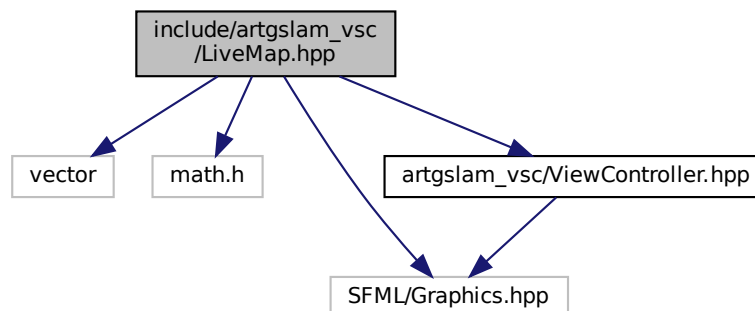 include/artgslam_vsc
/LiveMap.hpp
vector
math.h
artgslam_vsc/ViewController.hpp
SFML/Graphics.hpp